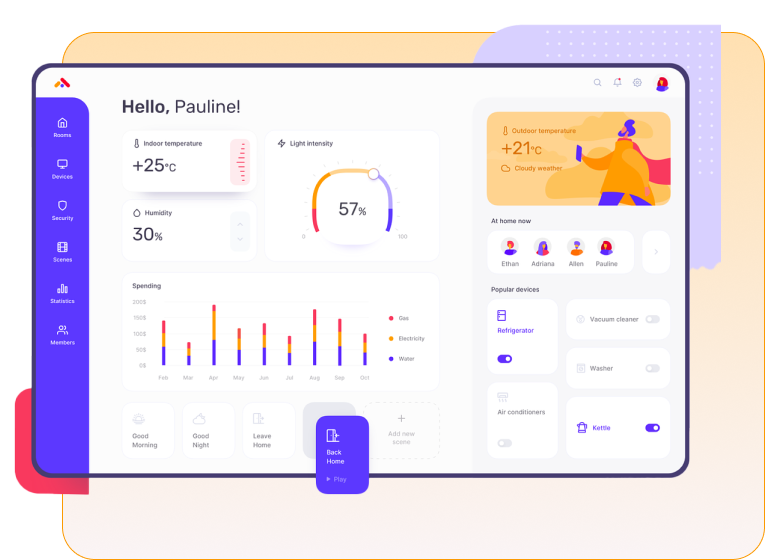 Hello, Pauline!
Rooms
Devices
Security
Scenes
Statistics
Members
Indoor temperature
+25°C
Humidity
30%
Light intensity
57%
0
100
Spending
200$
150$
100$
50$
0$
Feb
Mar
Apr
May
Jun
Jul
Aug
Sep
Oct
Gas
Electricity
Water
Good
Morning
Good
Night
Leave
Home
Back
Home
Play
Add new
scene
Outdoor temperature
+21°C
Cloudy weather
At home now
Ethan
Adriana
Allen
Pauline
Popular devices
Refrigerator
Vacuum cleaner
Washer
Air conditioners
Kettle